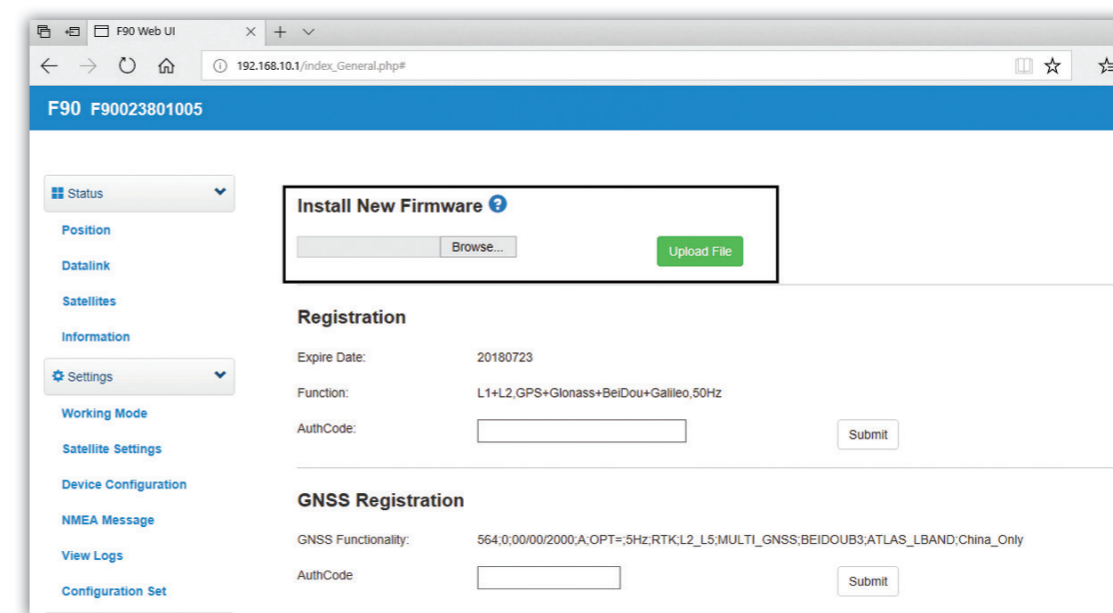 F90 Web UI
192.168.10.1/index_General.php#
F90 F90023801005
Status
Position
Datalink
Satellites
Information
Settings
Working Mode
Satellite Settings
Device Configuration
NMEA Message
View Logs
Configuration Set
Install New Firmware
Browse...
Upload File
Registration
Expire Date: 20180723
Function: L1+L2,GPS+Glonass+BeiDou+Galileo,50Hz
AuthCode:
Submit
GNSS Registration
GNSS Functionality: 564;0;00/00/2000;A;OPT=;5Hz;RTK;L2_L5;MULTI_GNSS;BEIDOUB3;ATLAS_LBAND;China_Only
AuthCode
Submit